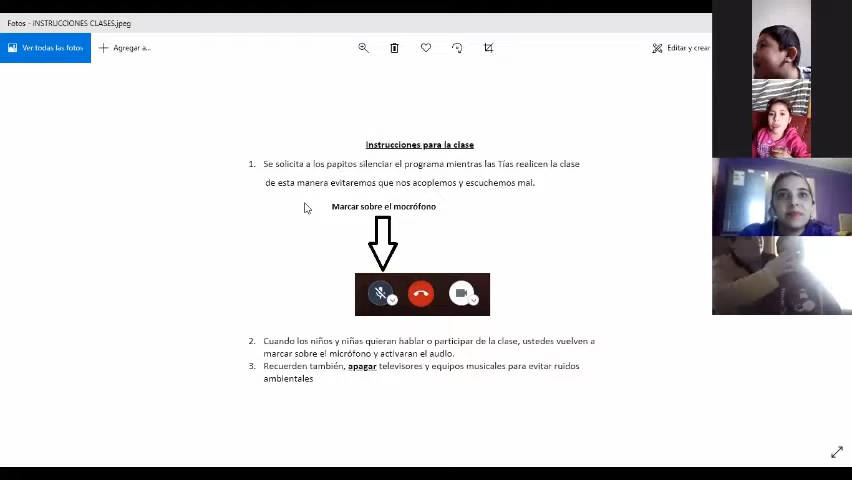 Fotos - INSTRUCCIONES CLASES.jpeg
Ver todas las fotos
Agregar a...
Editar y crear
Instrucciones para la clase
1. Se solicita a los papitos silenciar el programa mientras las Tías realicen la clase
de esta manera evitaremos que nos acoplemos y escuchemos mal.
Marcar sobre el mocrófono
2. Cuando los niños y niñas quieran hablar o participar de la clase, ustedes vuelven a
marcar sobre el micrófono y activaran el audio.
3. Recuerden también, apagar televisores y equipos musicales para evitar ruidos
ambientales